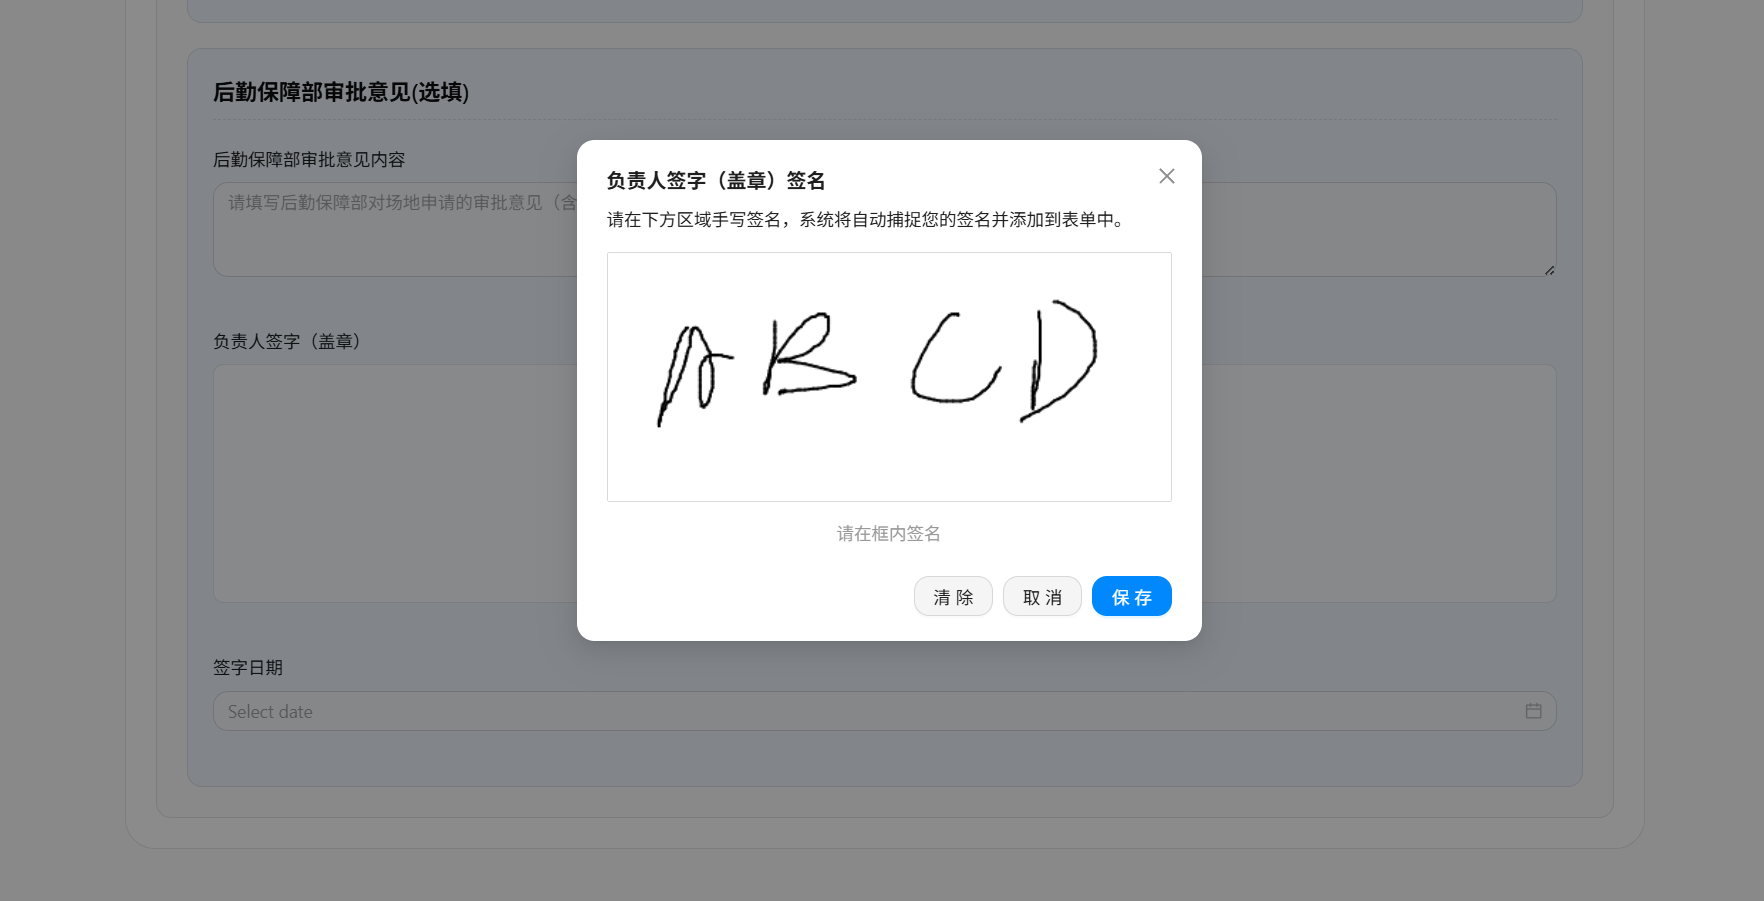 后勤保障部审批意见(选填)
后勤保障部审批意见内容
请填写后勤保障部对场地申请的审批意见（含
负责人签字（盖章）
签字日期
Select date
负责人签字（盖章）签名
请在下方区域手写签名，系统将自动捕捉您的签名并添加到表单中。
A B C D
请在框内签名
清 除 取 消 保 存